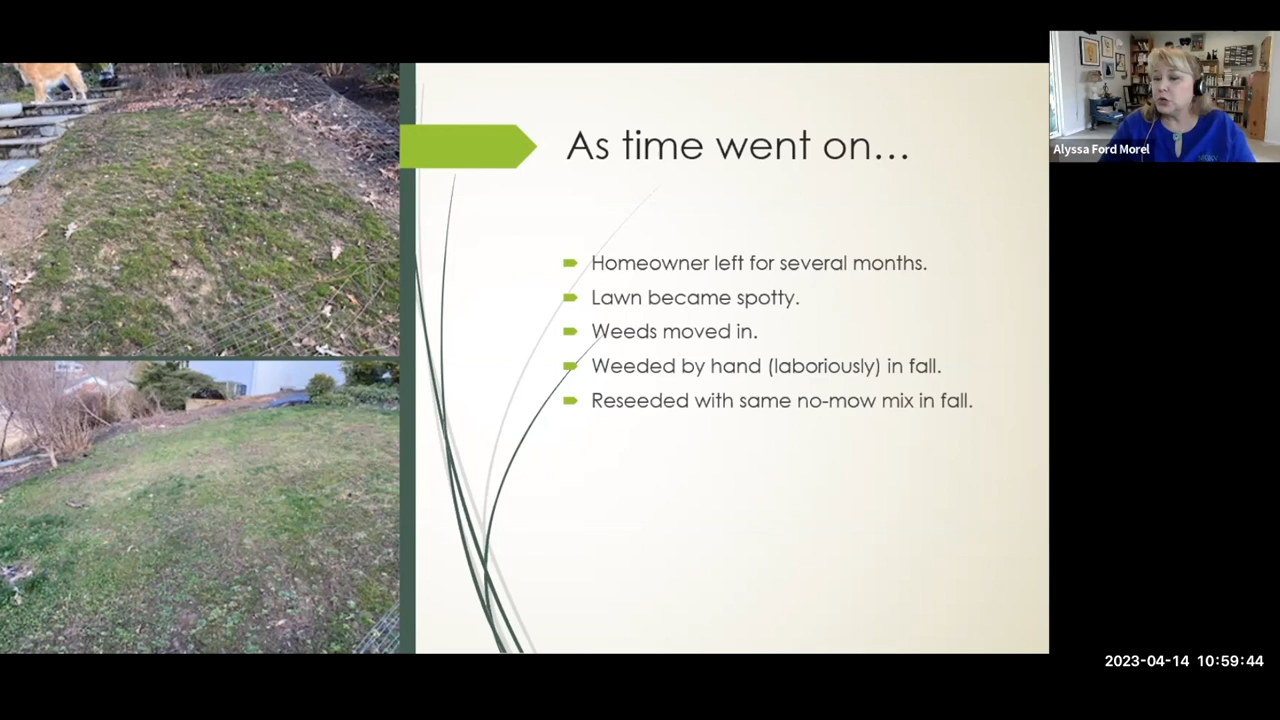 As time went on...
Homeowner left for several months.
Lawn became spotty.
Weeds moved in.
Weeded by hand (laboriously) in fall.
Reseeded with same no-mow mix in fall.
Alyssa Ford Morel
2023-04-14 10:59:44